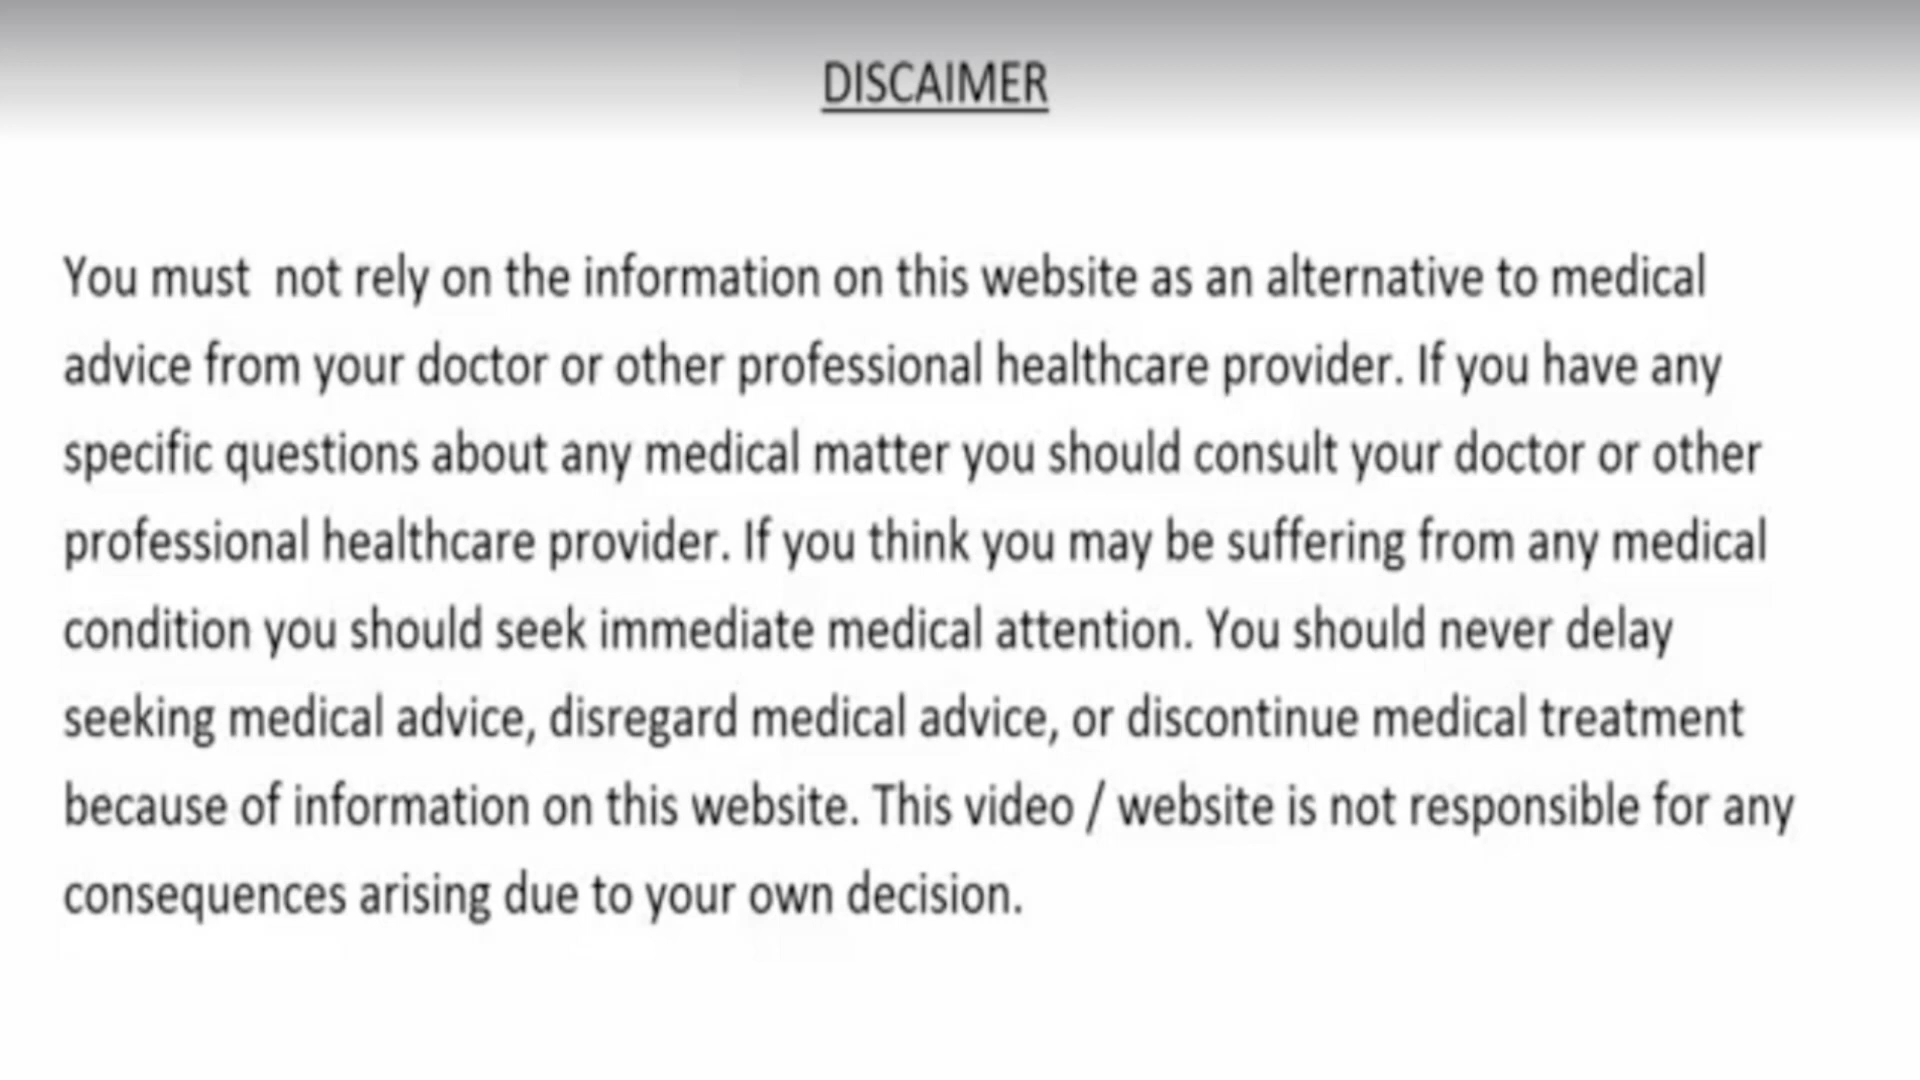 DISCAIMER
You must  not rely on the information on this website as an alternative to medical
advice from your doctor or other professional healthcare provider. If you have any
specific questions about any medical matter you should consult your doctor or other
professional healthcare provider. If you think you may be suffering from any medical
condition you should seek immediate medical attention. You should never delay
seeking medical advice, disregard medical advice, or discontinue medical treatment
because of information on this website. This video / website is not responsible for any
consequences arising due to your own decision.